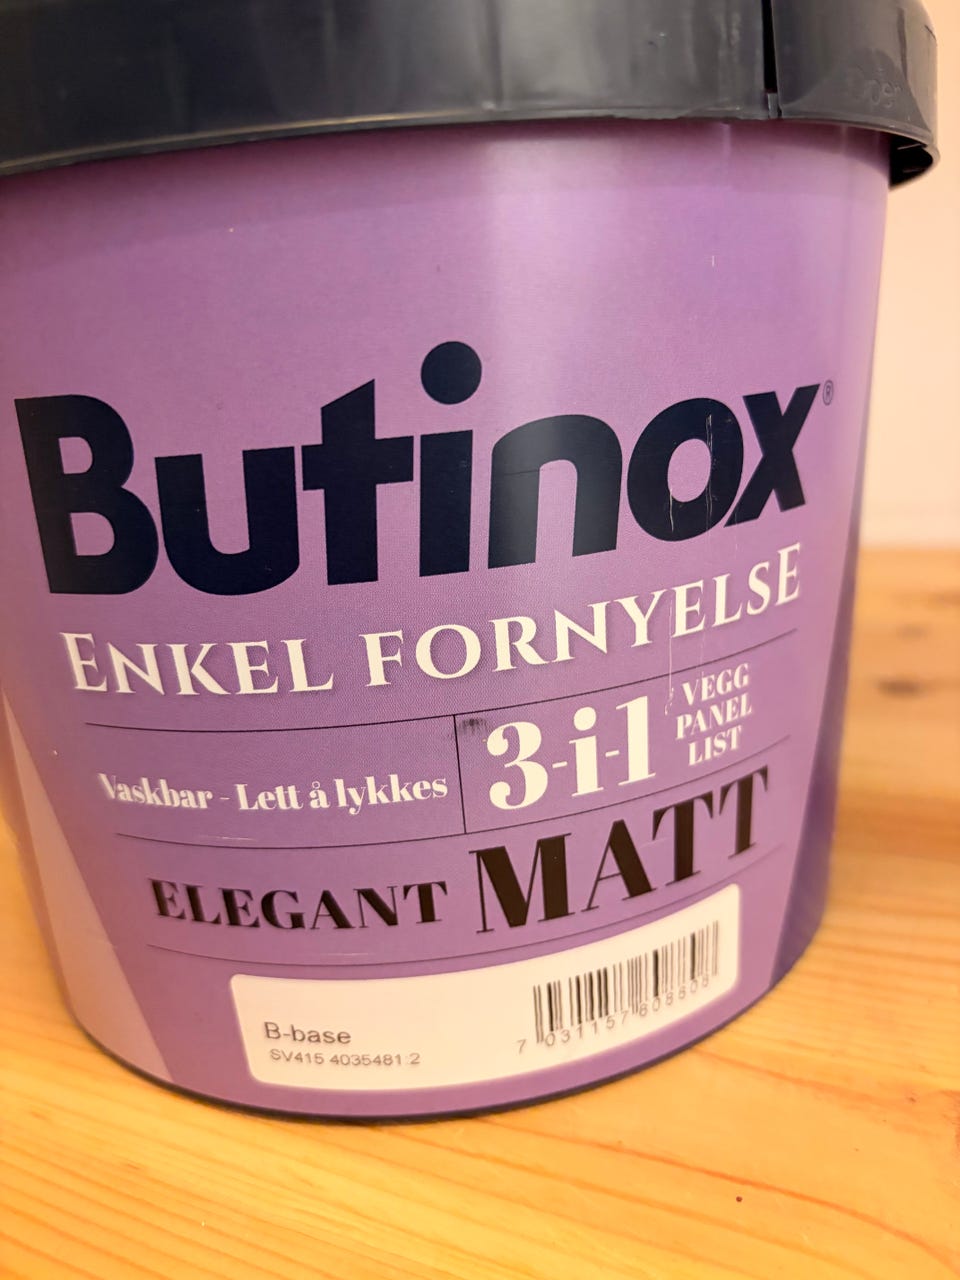 Butinox®
ENKEL FORNYELSE
Vaskbar - Lett å lykkes
3-i-1
VEGG
PANEL
LIST
ELEGANT MATT
B-base
SV415 4035481:2
7 031157 608808